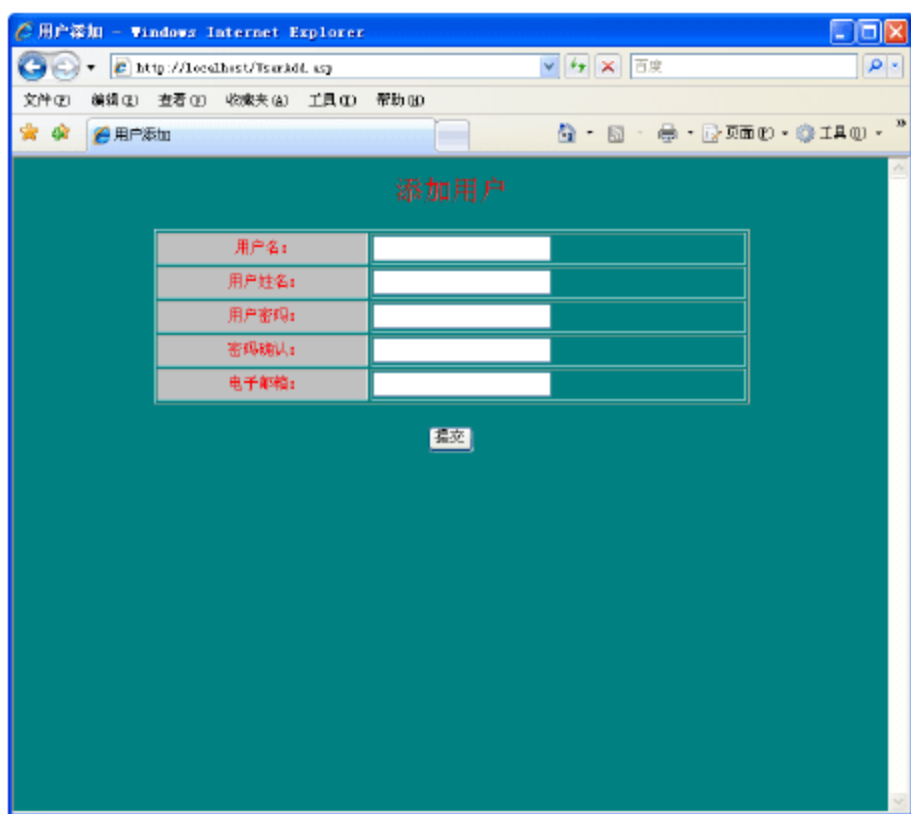 用户添加 - Windows Internet Explorer
http://localhost/UserAdd.asp
百度
文件(F) 编辑(E) 查看(V) 收藏夹(A) 工具(T) 帮助(H)
用户添加
页面(P) 工具(O)
添加用户
用户名:
用户姓名:
用户密码:
密码确认:
电子邮箱:
提交